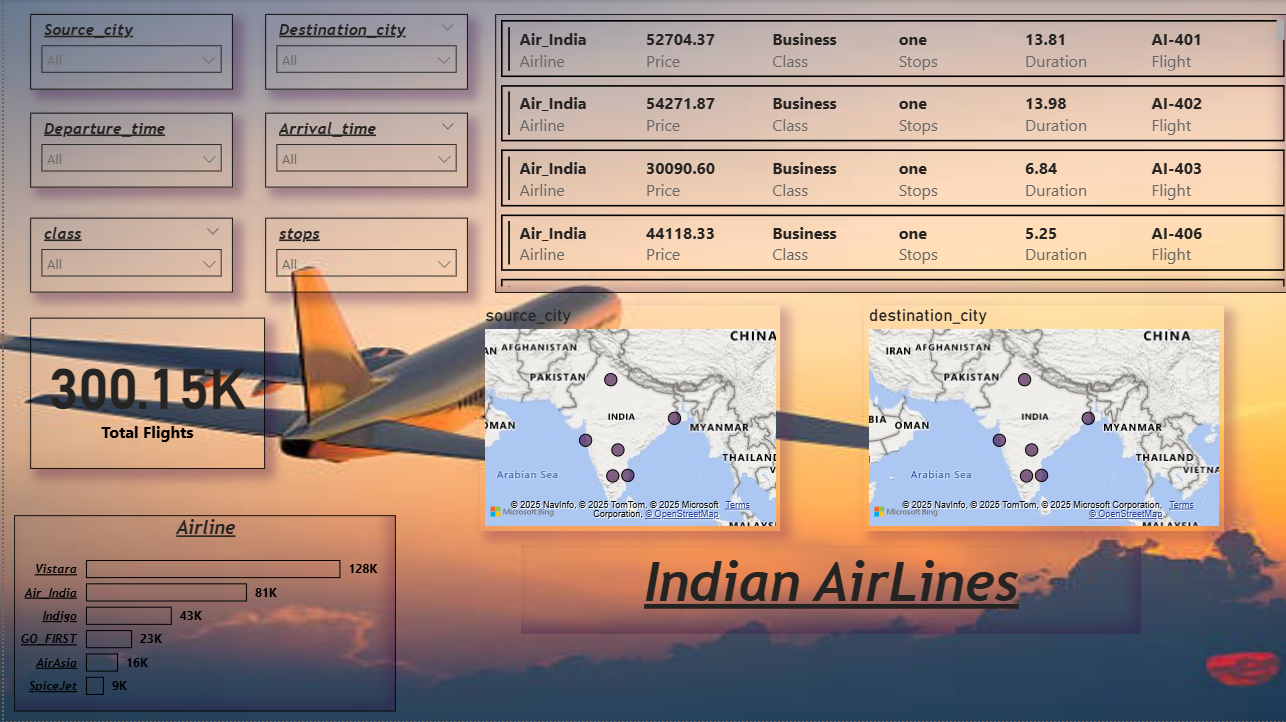 Source_city
All
Destination_city
All
Departure_time
All
Arrival_time
All
class
All
stops
All
Air_India 52704.37 Business one 13.81 AI-401
Airline Price Class Stops Duration Flight
Air_India 54271.87 Business one 13.98 AI-402
Airline Price Class Stops Duration Flight
Air_India 30090.60 Business one 6.84 AI-403
Airline Price Class Stops Duration Flight
Air_India 44118.33 Business one 5.25 AI-406
Airline Price Class Stops Duration Flight
300.15K
Total Flights
source_city
CHINA
AN AFGHANISTAN
PAKISTAN
INDIA
OMAN
MYANMAR
THAILAND
V
Arabian Sea
© 2025 NavInfo, © 2025 TomTom, © 2025 Microsoft Terms
Microsoft Bing
Corporation, © OpenStreetMap
MALAYS
destination_city
CHINA
IRAN AFGHANISTAN
PAKISTAN
INDIA
BIA OMAN
MYANMAR
THAILAND
VIETNA
Arabian Sea
© 2025 NavInfo, © 2025 TomTom, © 2025 Microsoft Corporation, Terms
Microsoft Bing
© OpenStreetMap
MALAYSIA
Airline
Vistara 128K
Air_India 81K
Indigo 43K
GO_FIRST 23K
AirAsia 16K
SpiceJet 9K
Indian AirLines